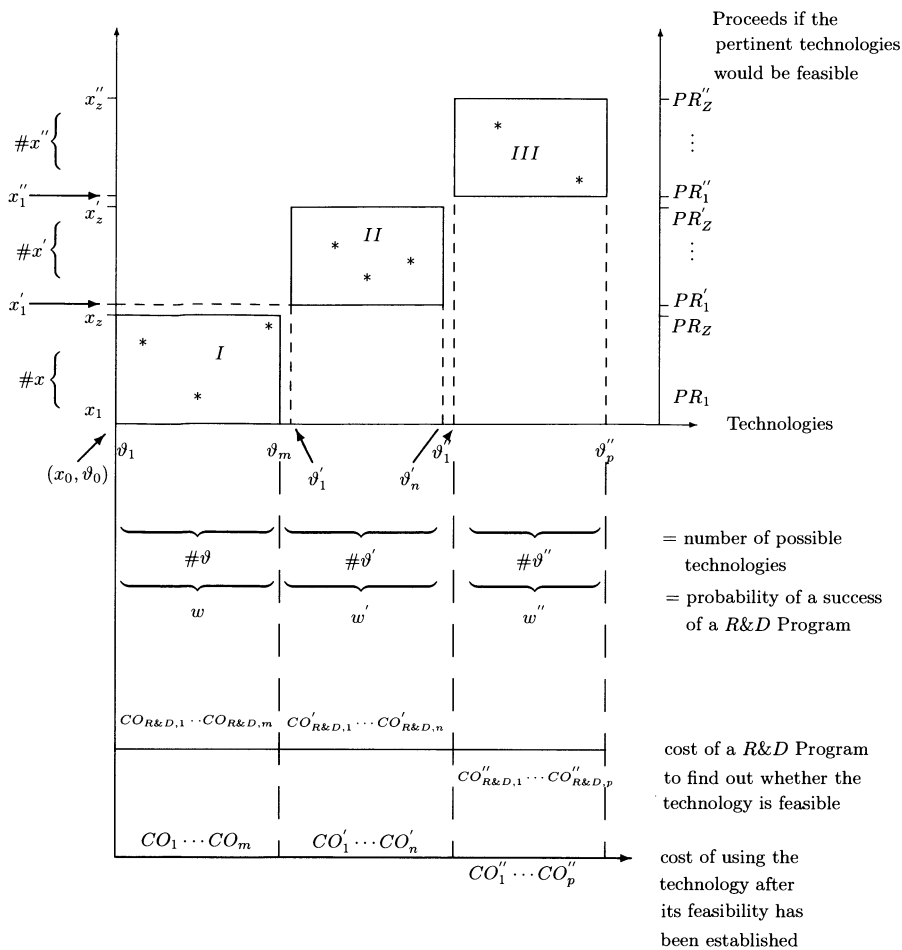 Proceeds if the
pertinent technologies
would be feasible
x''_z
PR''_Z
#x''
*
III
⋮
*
x''_1
PR''_1
x'_z
PR'_Z
#x'
II
*
*
*
⋮
x'_1
PR'_1
x_z
PR_Z
*
*
I
#x
*
x_1
PR_1
Technologies
(x_0, ϑ_0)
ϑ_1
ϑ_m
ϑ'_1
ϑ'_n
ϑ''_1
ϑ''_p
#ϑ
#ϑ'
#ϑ''
= number of possible
technologies
w
w'
w''
= probability of a success
of a R&D Program
CO_{R&D,1} ·· CO_{R&D,m}
CO'_{R&D,1} ··· CO'_{R&D,n}
CO''_{R&D,1} ··· CO''_{R&D,p}
cost of a R&D Program
to find out whether the
technology is feasible
CO_1 ··· CO_m
CO'_1 ··· CO'_n
CO''_1 ··· CO''_p
cost of using the
technology after
its feasibility has
been established